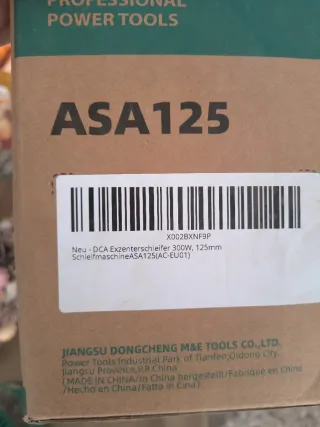 PROFESSIONAL
POWER TOOLS
ASA125
X002BXNF9P
Neu - DCA Exzenterschleifer 300W, 125mm
SchleifmaschineASA125(AC-EU01)
JIANGSU DONGCHENG M&E TOOLS CO.,LTD.
Power Tools Industrial Park of Tianfen,Qidong City,
Jiangsu Province,P.R.China
(MADE IN CHINA/In China hergestellt/Fabriqué en Chine
/Hecho en China/Fatta in Cina)